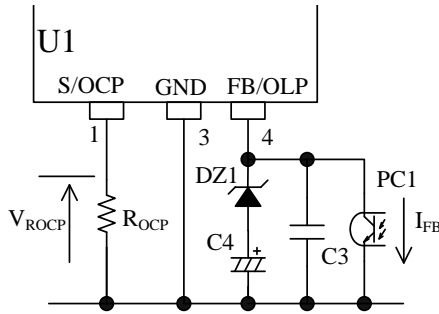 U1
S/OCP GND FB/OLP
1 3 4
DZ1 PC1
V_ROCP R_OCP C4 + C3 I_FB